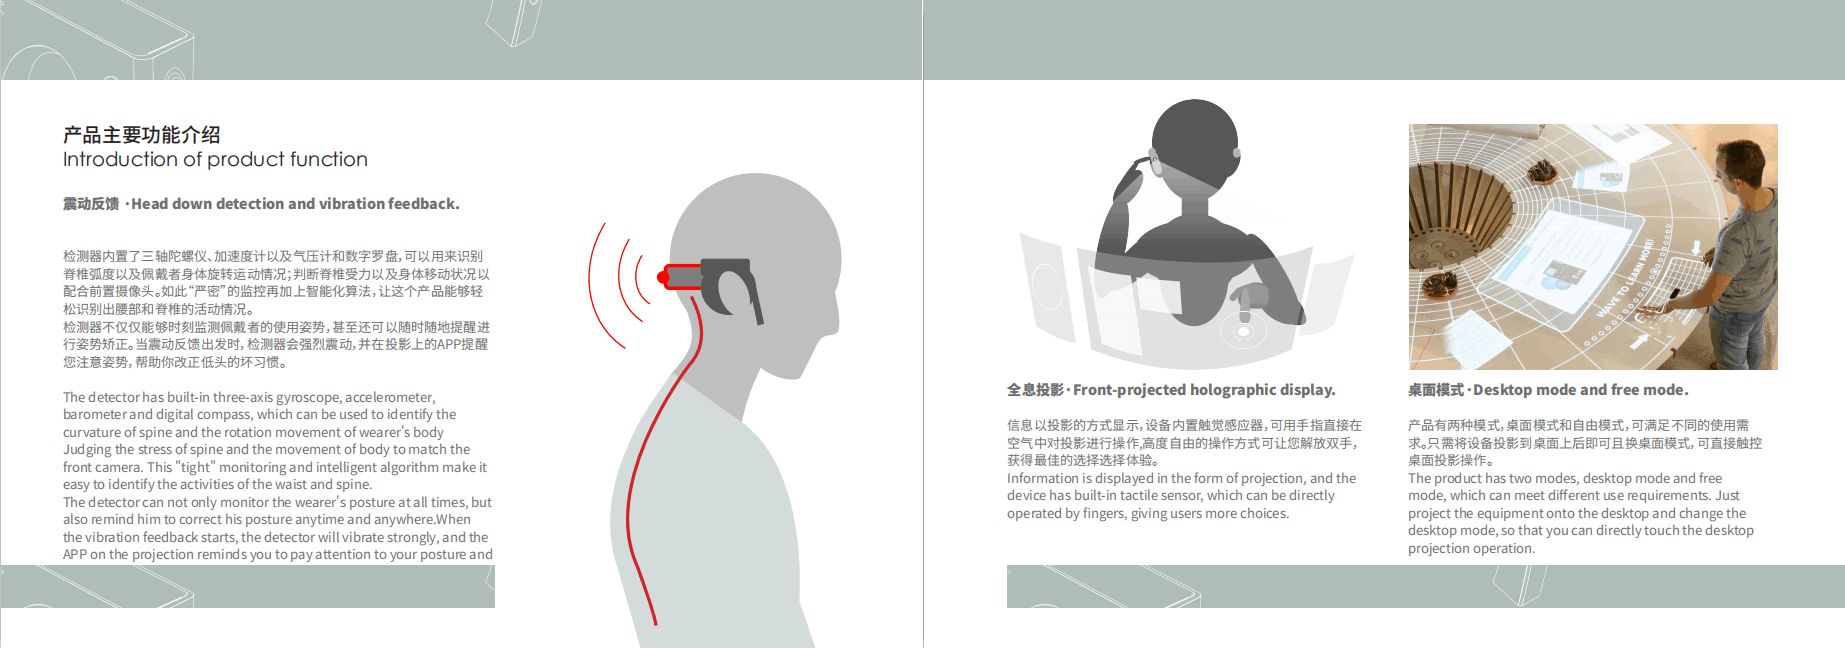 产品主要功能介绍
Introduction of product function
震动反馈 ·Head down detection and vibration feedback.
检测器内置了三轴陀螺仪、加速度计以及气压计和数字罗盘，可以用来识别
脊椎弧度以及佩戴者身体旋转运动情况；判断脊椎受力以及身体移动状况以
配合前置摄像头。如此“严密”的监控再加上智能化算法，让这个产品能够轻
松识别出腰部和脊椎的活动情况。
检测器不仅仅能够时刻监测佩戴者的使用姿势，甚至还可以随时随地提醒进
行姿势矫正。当震动反馈出发时，检测器会强烈震动，并在投影上的APP提醒
您注意姿势，帮助你改正低头的坏习惯。
The detector has built-in three-axis gyroscope, accelerometer,
barometer and digital compass, which can be used to identify the
curvature of spine and the rotation movement of wearer's body
Judging the stress of spine and the movement of body to match the
front camera. This "tight" monitoring and intelligent algorithm make it
easy to identify the activities of the waist and spine.
The detector can not only monitor the wearer's posture at all times, but
also remind him to correct his posture anytime and anywhere.When
the vibration feedback starts, the detector will vibrate strongly, and the
APP on the projection reminds you to pay attention to your posture and
全息投影·Front-projected holographic display.
信息以投影的方式显示，设备内置触觉感应器，可用手指直接在
空气中对投影进行操作,高度自由的操作方式可让您解放双手，
获得最佳的选择选择体验。
Information is displayed in the form of projection, and the
device has built-in tactile sensor, which can be directly
operated by fingers, giving users more choices.
WAVE TO LEARN MORE!
桌面模式·Desktop mode and free mode.
产品有两种模式，桌面模式和自由模式，可满足不同的使用需
求。只需将设备投影到桌面上后即可且换桌面模式，可直接触控
桌面投影操作。
The product has two modes, desktop mode and free
mode, which can meet different use requirements. Just
project the equipment onto the desktop and change the
desktop mode, so that you can directly touch the desktop
projection operation.